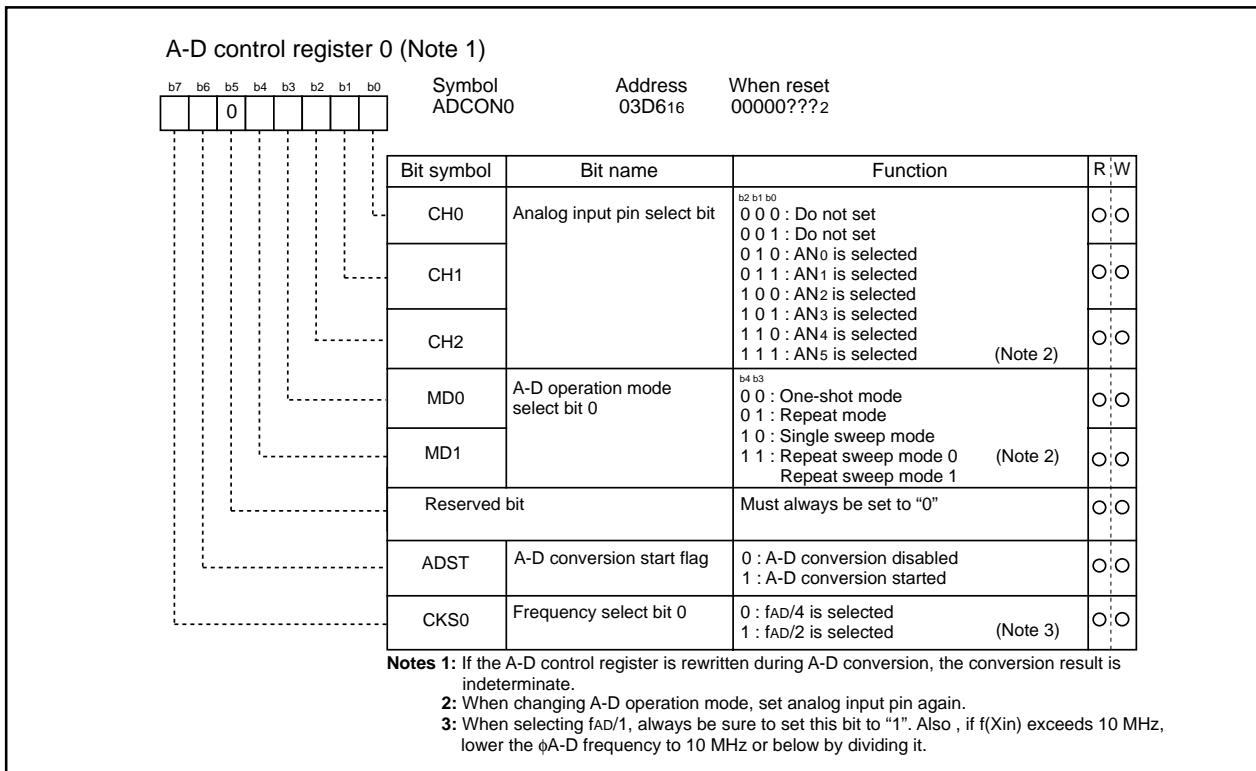 A-D control register 0 (Note 1)
b7 b6 b5 b4 b3 b2 b1 b0
0
Symbol Address When reset
ADCON0 03D616 00000???2
Bit symbol Bit name Function R W
CH0 Analog input pin select bit
b2 b1 b0
0 0 0 : Do not set
0 0 1 : Do not set
0 1 0 : AN0 is selected
0 1 1 : AN1 is selected
CH1
1 0 0 : AN2 is selected
1 0 1 : AN3 is selected
1 1 0 : AN4 is selected
CH2
1 1 1 : AN5 is selected (Note 2)
MD0 A-D operation mode
select bit 0
b4 b3
0 0 : One-shot mode
0 1 : Repeat mode
1 0 : Single sweep mode
MD1
1 1 : Repeat sweep mode 0 (Note 2)
Repeat sweep mode 1
Reserved bit Must always be set to “0”
ADST A-D conversion start flag 0 : A-D conversion disabled
1 : A-D conversion started
CKS0 Frequency select bit 0 0 : fAD/4 is selected
1 : fAD/2 is selected (Note 3)
Notes 1: If the A-D control register is rewritten during A-D conversion, the conversion result is
indeterminate.
2: When changing A-D operation mode, set analog input pin again.
3: When selecting fAD/1, always be sure to set this bit to “1”. Also , if f(Xin) exceeds 10 MHz,
lower the ϕA-D frequency to 10 MHz or below by dividing it.